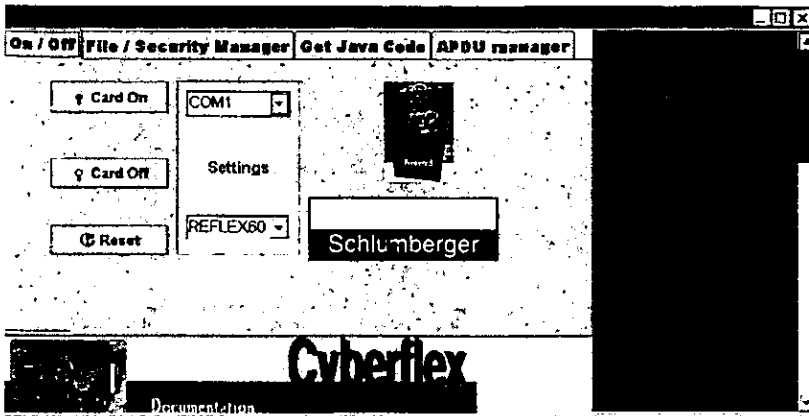 On / Off File / Security Manager Get Java Code APDU manager
Card On
COM1
Card Off
Settings
Reset
REFLEX60
Schlumberger
Cyberflex
Documentation